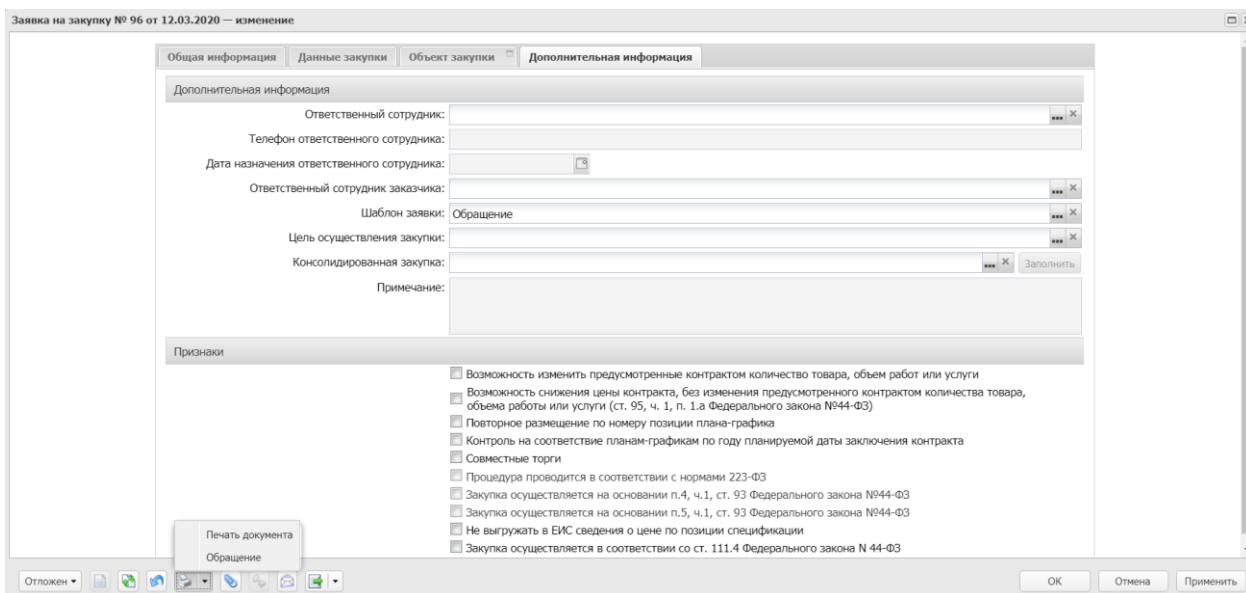 Заявка на закупку № 96 от 12.03.2020 — изменение
Общая информация Данные закупки Объект закупки Дополнительная информация
Дополнительная информация
Ответственный сотрудник:
Телефон ответственного сотрудника:
Дата назначения ответственного сотрудника:
Ответственный сотрудник заказчика:
Шаблон заявки: Обращение
Цель осуществления закупки:
Консолидированная закупка: Заполнить
Примечание:
Признаки
Возможность изменить предусмотренные контрактом количество товара, объем работ или услуги
Возможность снижения цены контракта, без изменения предусмотренного контрактом количества товара,
объема работы или услуги (ст. 95, ч. 1, п. 1.а Федерального закона №44-ФЗ)
Повторное размещение по номеру позиции плана-графика
Контроль на соответствие планам-графикам по году планируемой даты заключения контракта
Совместные торги
Процедура проводится в соответствии с нормами 223-ФЗ
Закупка осуществляется на основании п.4, ч.1, ст. 93 Федерального закона №44-ФЗ
Закупка осуществляется на основании п.5, ч.1, ст. 93 Федерального закона №44-ФЗ
Не выгружать в ЕИС сведения о цене по позиции спецификации
Закупка осуществляется в соответствии со ст. 111.4 Федерального закона N 44-ФЗ
Печать документа
Обращение
Отложен ОК Отмена Применить